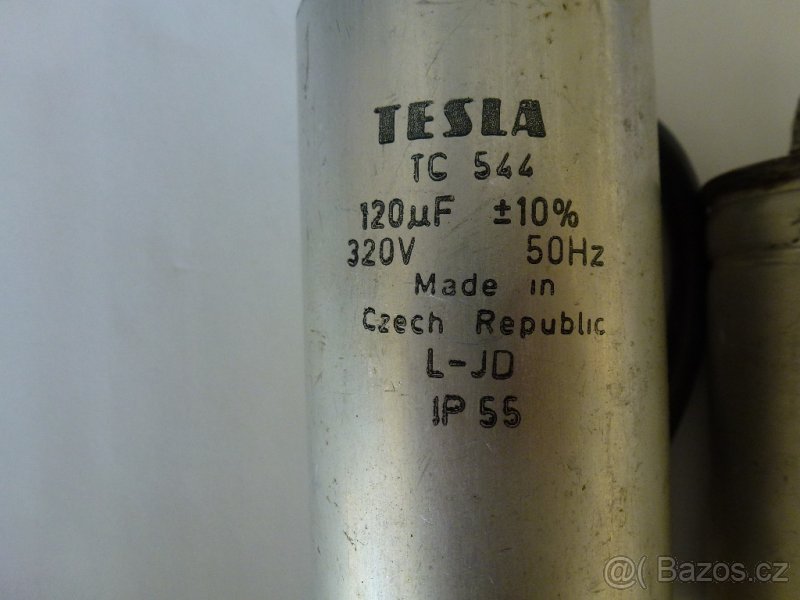 TESLA
TC 544
120µF ±10%
320V 50Hz
Made in
Czech Republic
L-JD
IP 55
@( Bazos.cz